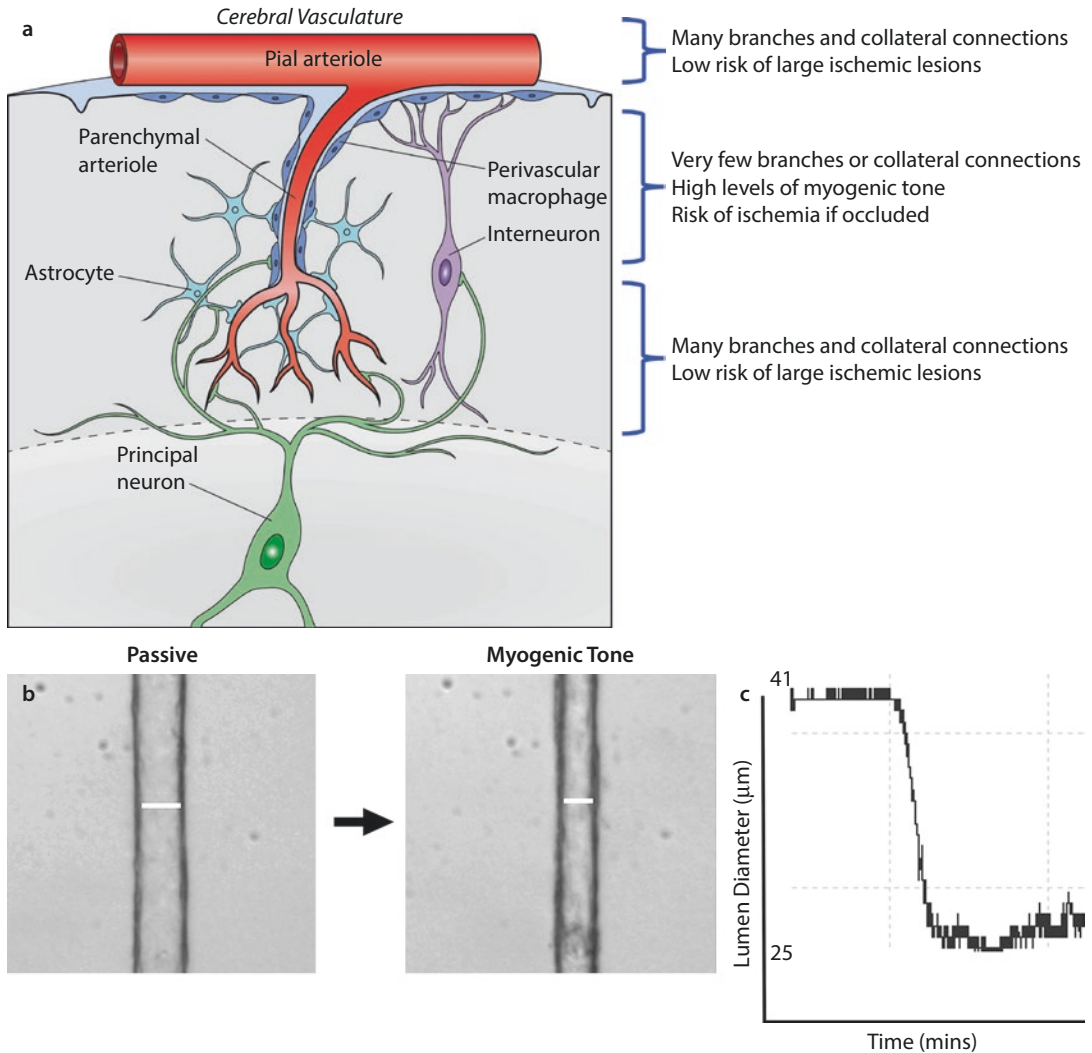 Cerebral Vasculature
a
Pial arteriole
Many branches and collateral connections
Low risk of large ischemic lesions
Parenchymal
arteriole
Perivascular
macrophage
Very few branches or collateral connections
High levels of myogenic tone
Risk of ischemia if occluded
Interneuron
Astrocyte
Many branches and collateral connections
Low risk of large ischemic lesions
Principal
neuron
Passive
Myogenic Tone
b
c
41
25
Lumen Diameter (μm)
Time (mins)